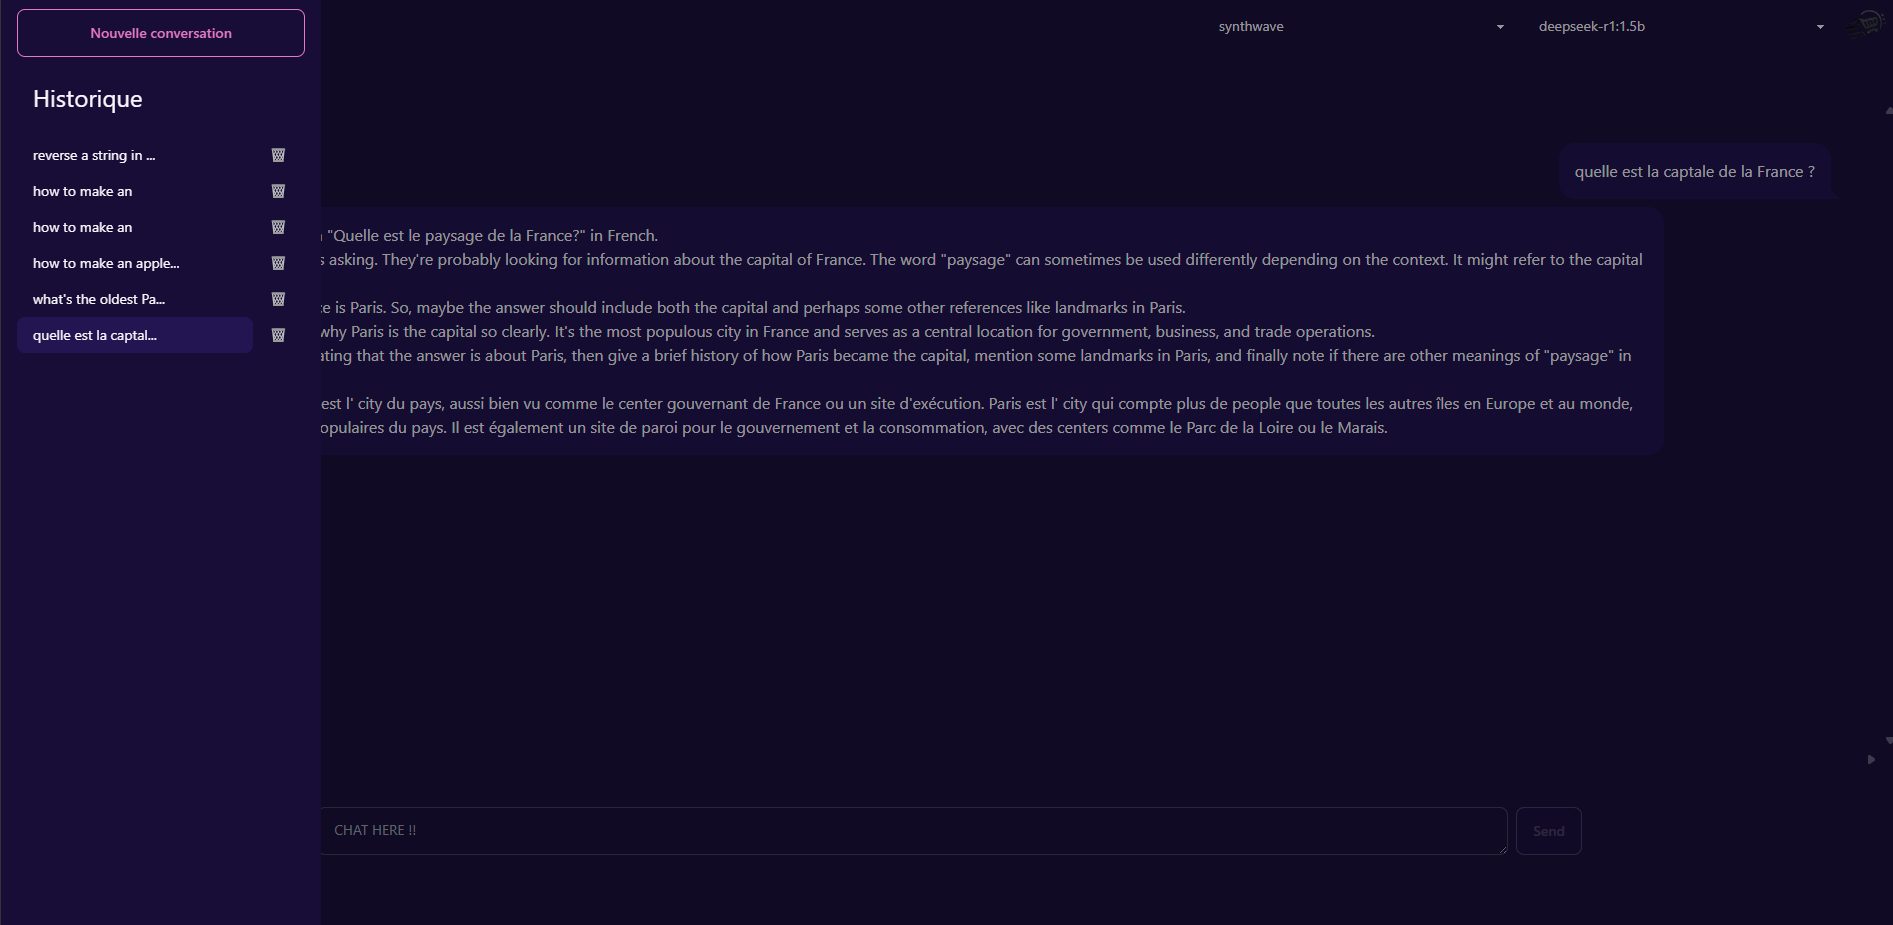 Nouvelle conversation
Historique
reverse a string in ...
how to make an
how to make an
how to make an apple...
what's the oldest Pa...
quelle est la captal...
synthwave
deepseek-r1:1.5b
quelle est la captale de la France ?
"Quelle est le paysage de la France?" in French.
asking. They're probably looking for information about the capital of France. The word "paysage" can sometimes be used differently depending on the context. It might refer to the capital
is Paris. So, maybe the answer should include both the capital and perhaps some other references like landmarks in Paris.
why Paris is the capital so clearly. It's the most populous city in France and serves as a central location for government, business, and trade operations.
ating that the answer is about Paris, then give a brief history of how Paris became the capital, mention some landmarks in Paris, and finally note if there are other meanings of "paysage" in
est l' city du pays, aussi bien vu comme le center gouvernant de France ou un site d'exécution. Paris est l' city qui compte plus de people que toutes les autres îles en Europe et au monde,
opulaires du pays. Il est également un site de paroi pour le gouvernement et la consommation, avec des centers comme le Parc de la Loire ou le Marais.
CHAT HERE !!
Send